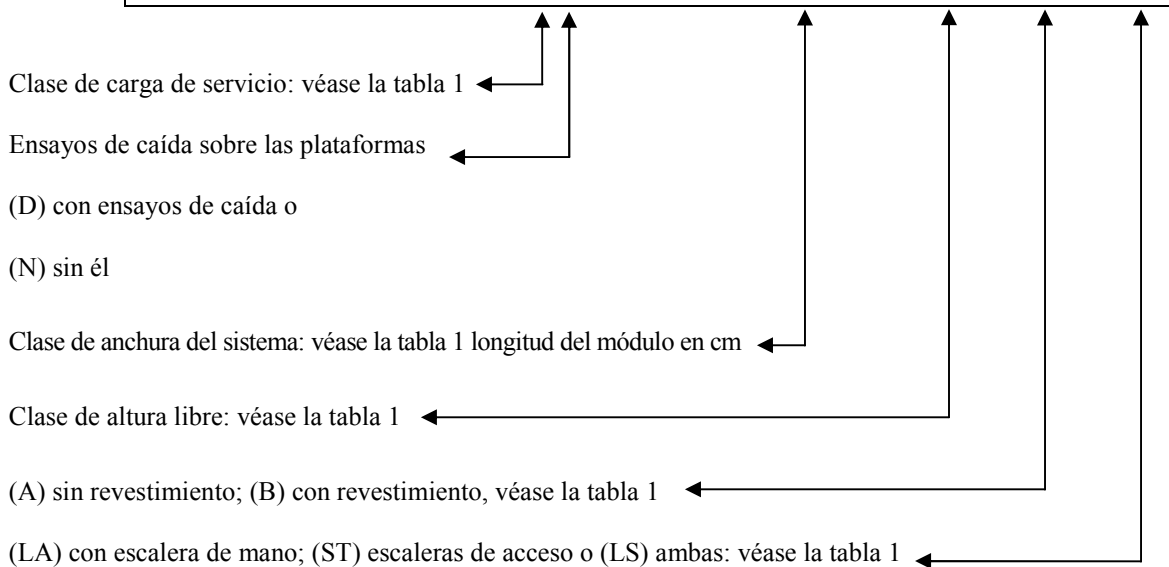 Clase de carga de servicio: véase la tabla 1
Ensayos de caída sobre las plataformas
(D) con ensayos de caída o
(N) sin él
Clase de anchura del sistema: véase la tabla 1 longitud del módulo en cm
Clase de altura libre: véase la tabla 1
(A) sin revestimiento; (B) con revestimiento, véase la tabla 1
(LA) con escalera de mano; (ST) escaleras de acceso o (LS) ambas: véase la tabla 1